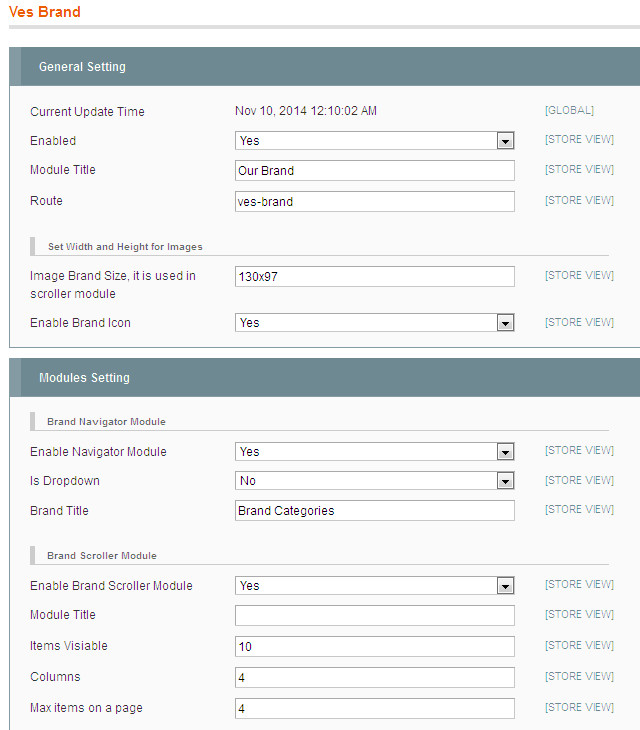 Ves Brand
General Setting
Current Update Time Nov 10, 2014 12:10:02 AM [GLOBAL]
Enabled Yes [STORE VIEW]
Module Title Our Brand [STORE VIEW]
Route ves-brand [STORE VIEW]
Set Width and Height for Images
Image Brand Size, it is used in 130x97 [STORE VIEW]
scroller module
Enable Brand Icon Yes [STORE VIEW]
Modules Setting
Brand Navigator Module
Enable Navigator Module Yes [STORE VIEW]
Is Dropdown No [STORE VIEW]
Brand Title Brand Categories [STORE VIEW]
Brand Scroller Module
Enable Brand Scroller Module Yes [STORE VIEW]
Module Title [STORE VIEW]
Items Visiable 10 [STORE VIEW]
Columns 4 [STORE VIEW]
Max items on a page 4 [STORE VIEW]